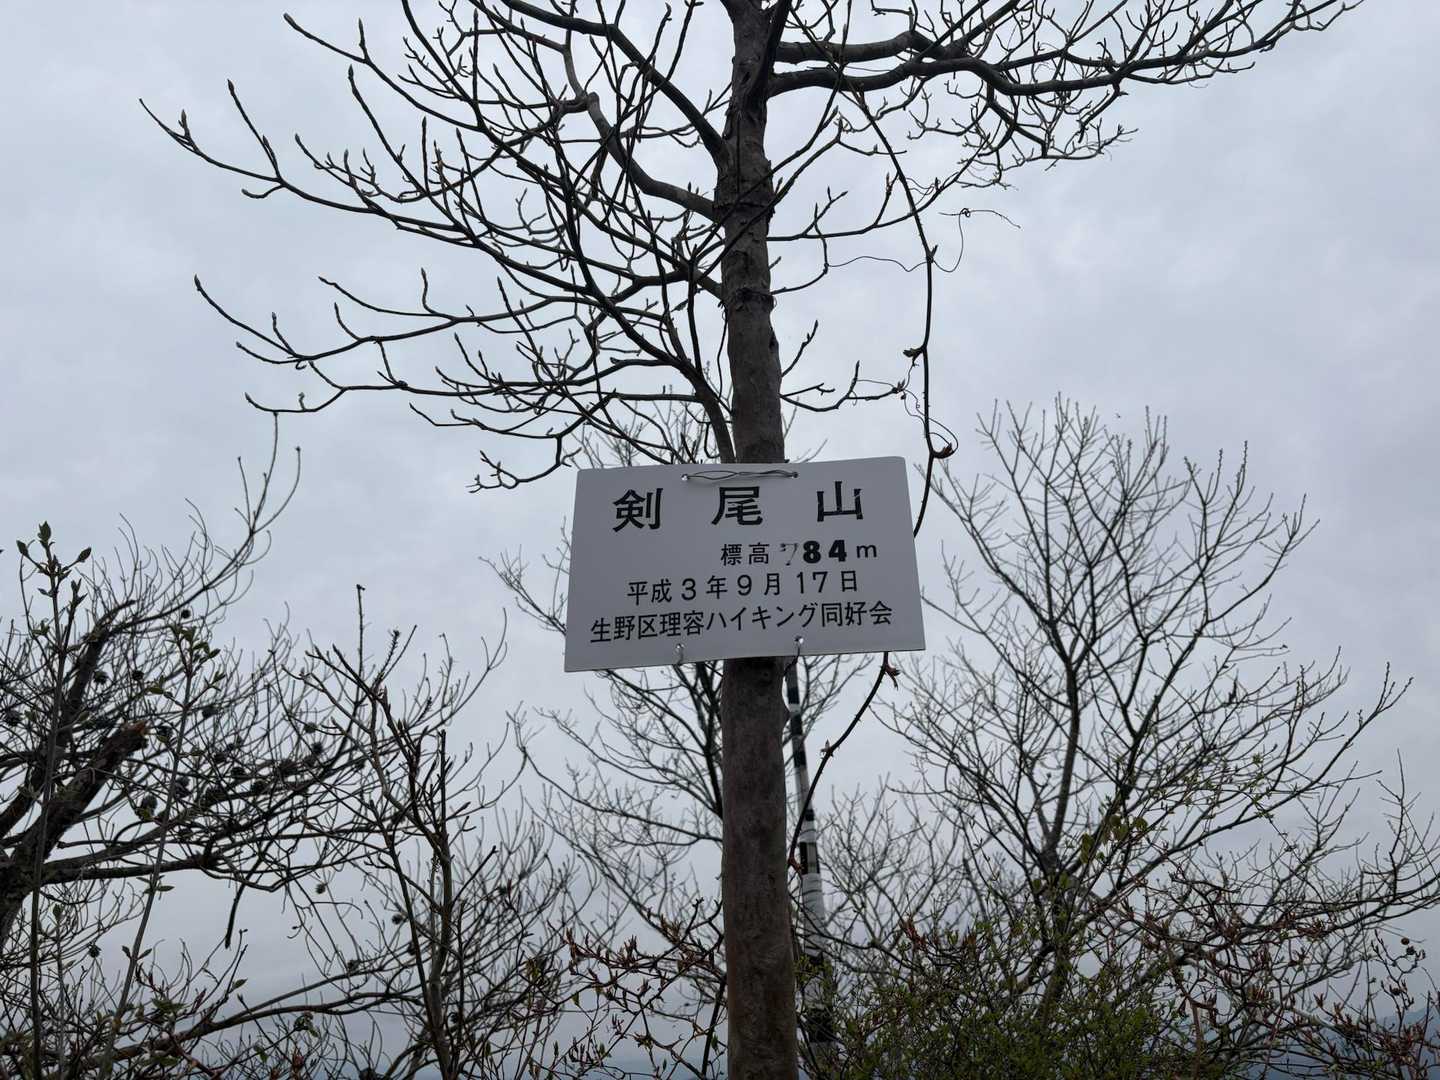 剣尾山
標高784m
平成3年9月17日
生野区理容ハイキング同好会